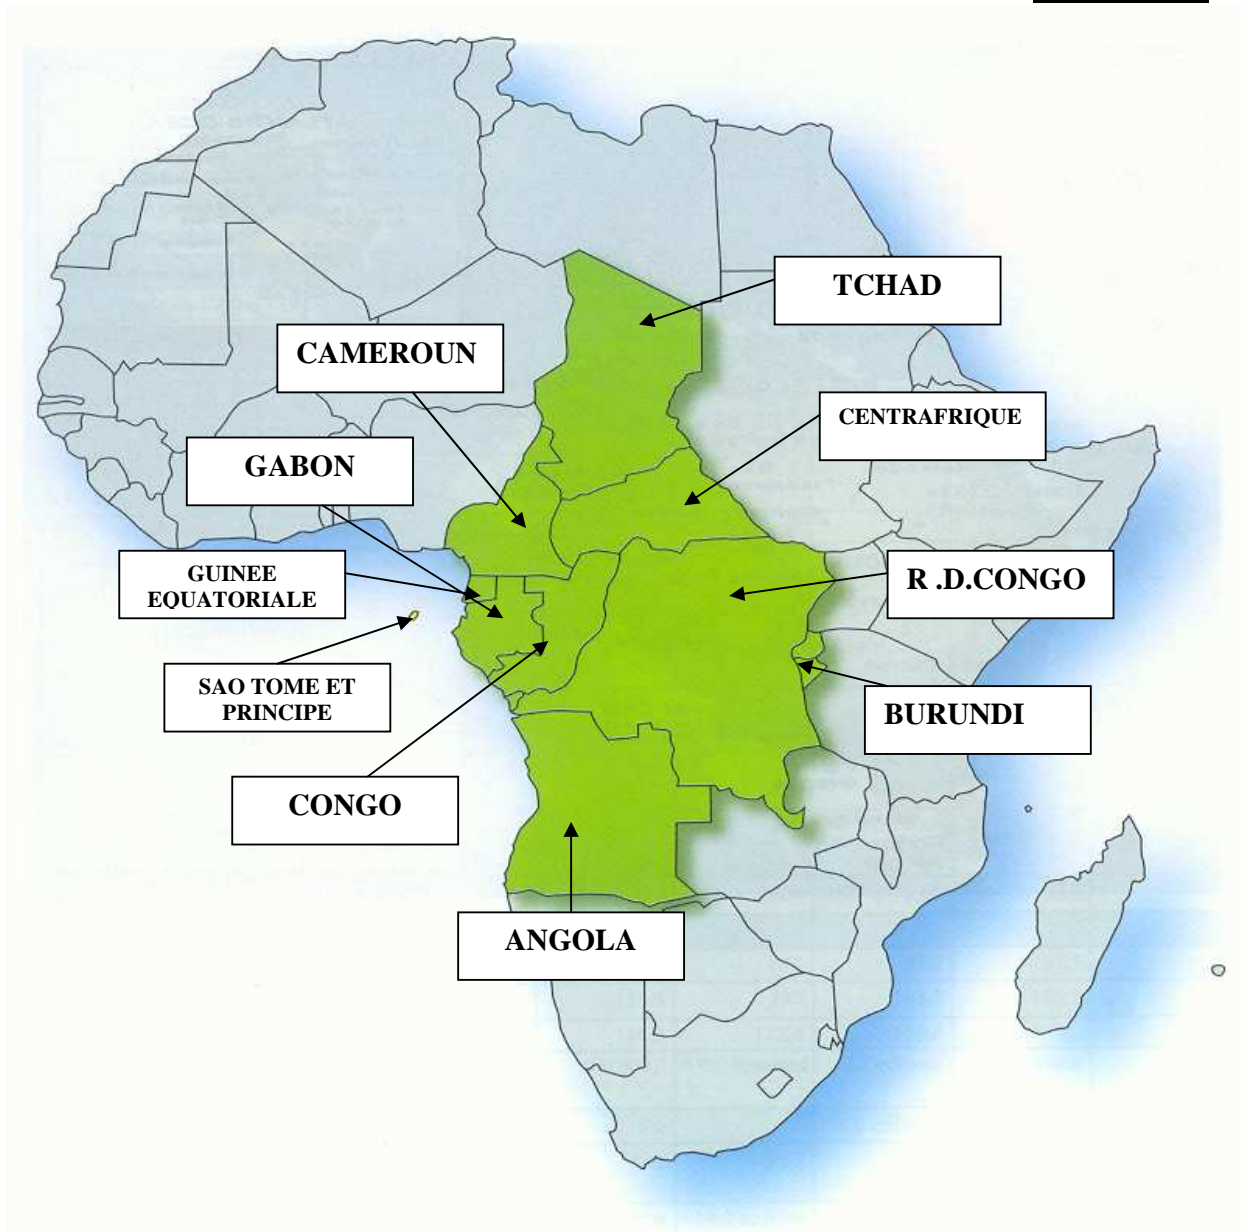 TCHAD
CAMEROUN
CENTRAFRIQUE
GABON
GUINEE
EQUATORIALE
R .D.CONGO
SAO TOME ET
PRINCIPE
BURUNDI
CONGO
ANGOLA